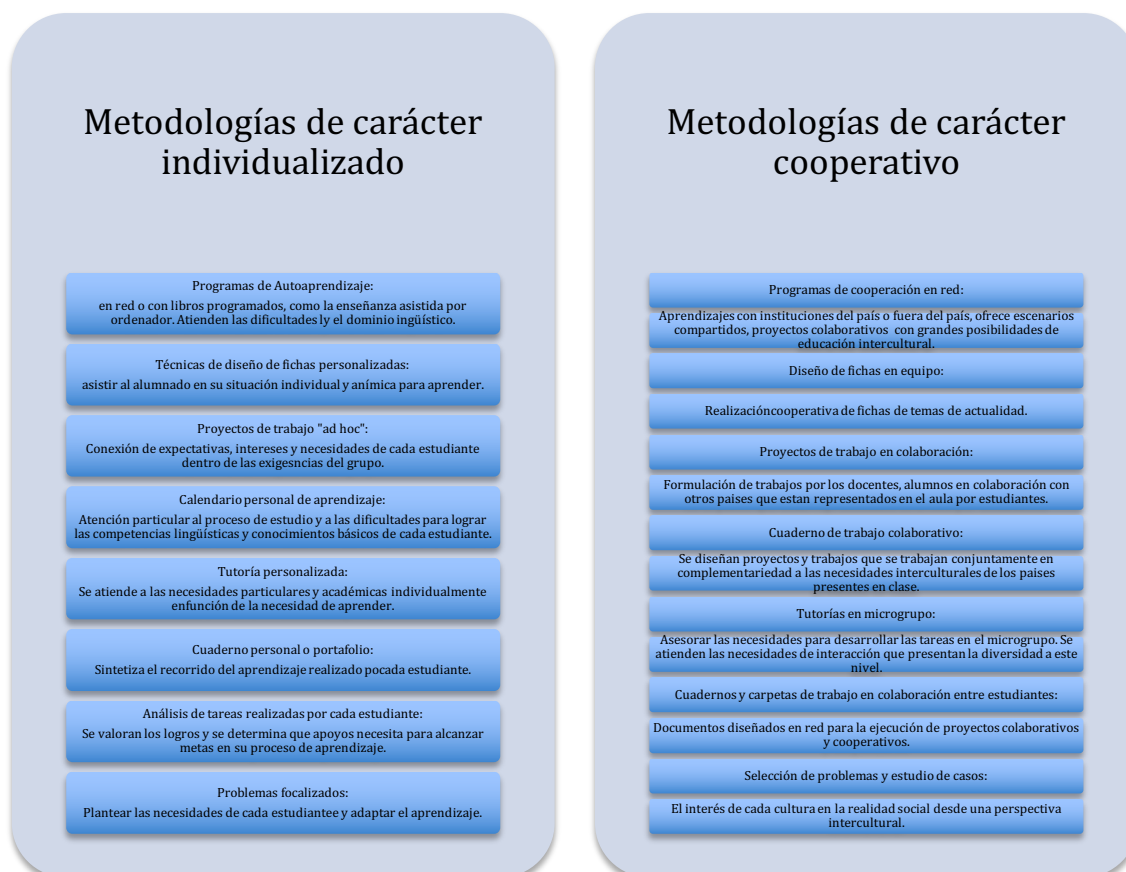 Metodologías de carácter
individualizado
Programas de Autoaprendizaje:
en red o con libros programados, como la enseñanza asistida por
ordenador. Atienden las dificultades ly el dominio ingüístico.
Técnicas de diseño de fichas personalizadas:
asistir al alumnado en su situación individual y anímica para aprender.
Proyectos de trabajo "ad hoc":
Conexión de expectativas, intereses y necesidades de cada estudiante
dentro de las exigesncias del grupo.
Calendario personal de aprendizaje:
Atención particular al proceso de estudio y a las dificultades para lograr
las competencias lingüísticas y conocimientos básicos de cada estudiante.
Tutoría personalizada:
Se atiende a las necesidades particulares y académicas individualmente
enfunción de la necesidad de aprender.
Cuaderno personal o portafolio:
Sintetiza el recorrido del aprendizaje realizado pocada estudiante.
Análisis de tareas realizadas por cada estudiante:
Se valoran los logros y se determina que apoyos necesita para alcanzar
metas en su proceso de aprendizaje.
Problemas focalizados:
Plantear las necesidades de cada estudiantee y adaptar el aprendizaje.
Metodologías de carácter
cooperativo
Programas de cooperación en red:
Aprendizajes con instituciones del país o fuera del país, ofrece escenarios
compartidos, proyectos colaborativos con grandes posibilidades de
educación intercultural.
Diseño de fichas en equipo:
Realizacióncooperativa de fichas de temas de actualidad.
Proyectos de trabajo en colaboración:
Formulación de trabajos por los docentes, alumnos en colaboración con
otros paises que estan representados en el aula por estudiantes.
Cuaderno de trabajo colaborativo:
Se diseñan proyectos y trabajos que se trabajan conjuntamente en
complementariedad a las necesidades interculturales de los paises
presentes en clase.
Tutorías en microgrupo:
Asesorar las necesidades para desarrollar las tareas en el microgrupo. Se
atienden las necesidades de interacción que presentan la diversidad a este
nivel.
Cuadernos y carpetas de trabajo en colaboración entre estudiantes:
Documentos diseñados en red para la ejecución de proyectos colaborativos
y cooperativos.
Selección de problemas y estudio de casos:
El interés de cada cultura en la realidad social desde una perspectiva
intercultural.